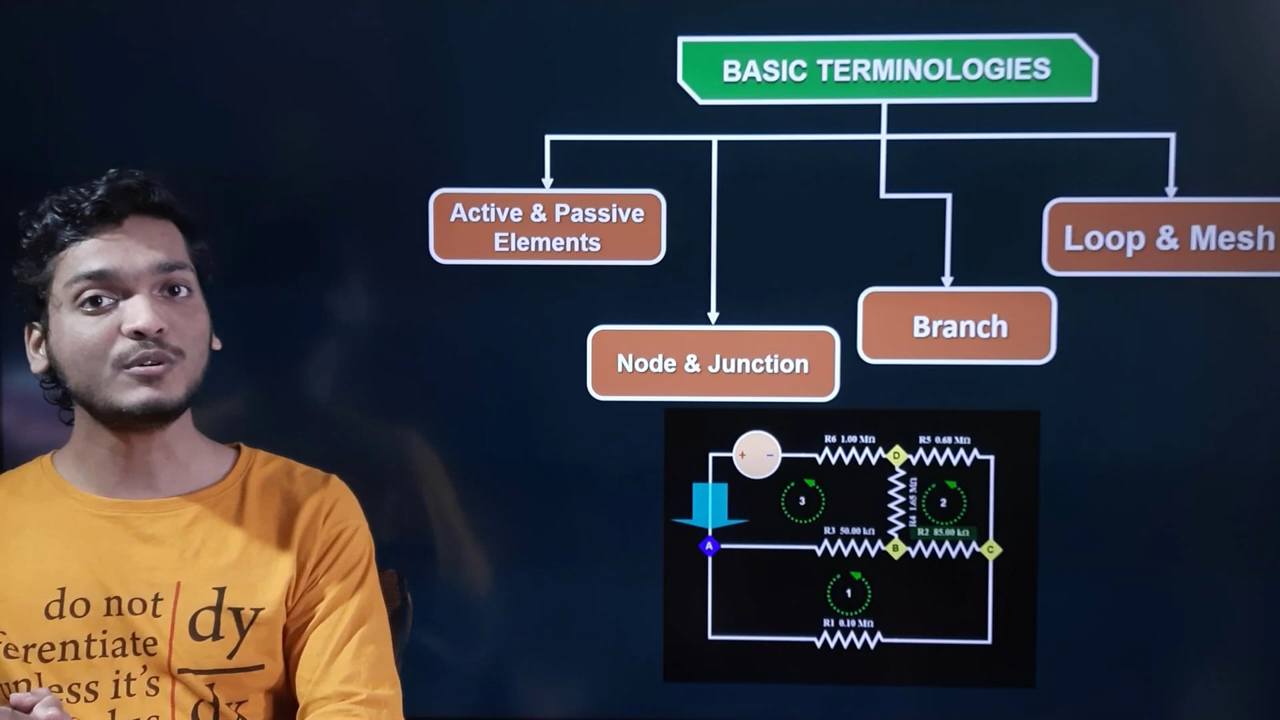 BASIC TERMINOLOGIES
Active & Passive
Elements
Loop & Mesh
Branch
Node & Junction
R6 1.00 MΩ
D
R5 0.68 MΩ
+ −
3
R4 1.65 MΩ
2
A
R3 50.00 kΩ
B
R2 85.00 kΩ
C
1
R1 0.10 MΩ
do not
ferentiate
unless it's
dy
dx